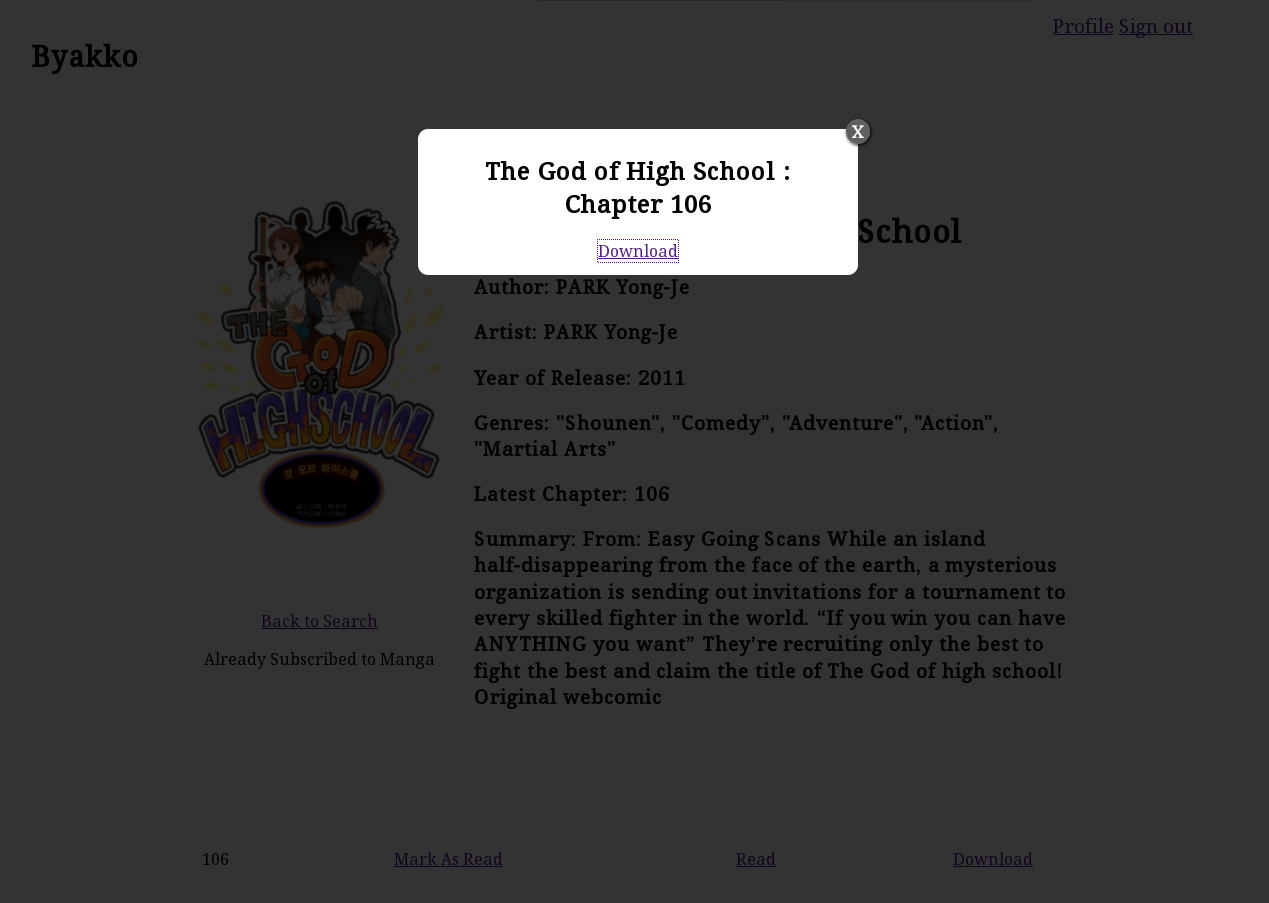 Profile Sign out
Byakko
X
The God of High School :
Chapter 106
School
Download
THE
GOD
of
HIGHSCHOOL
갓 오브 하이스쿨
Author: PARK Yong-Je
Artist: PARK Yong-Je
Year of Release: 2011
Genres: "Shounen", "Comedy", "Adventure", "Action",
"Martial Arts"
Latest Chapter: 106
Summary: From: Easy Going Scans While an island
half-disappearing from the face of the earth, a mysterious
organization is sending out invitations for a tournament to
every skilled fighter in the world. “If you win you can have
ANYTHING you want” They’re recruiting only the best to
fight the best and claim the title of The God of high school!
Original webcomic
Back to Search
Already Subscribed to Manga
106 Mark As Read Read Download